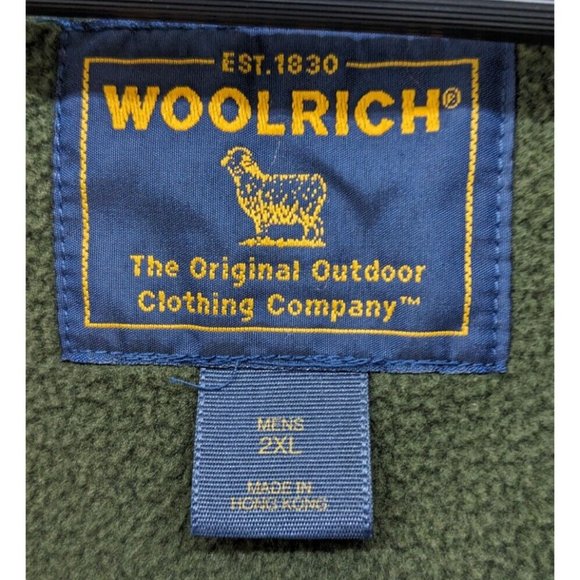 EST.1830
WOOLRICH®
The Original Outdoor
Clothing Company™
MENS
2XL
MADE IN
HONG KONG